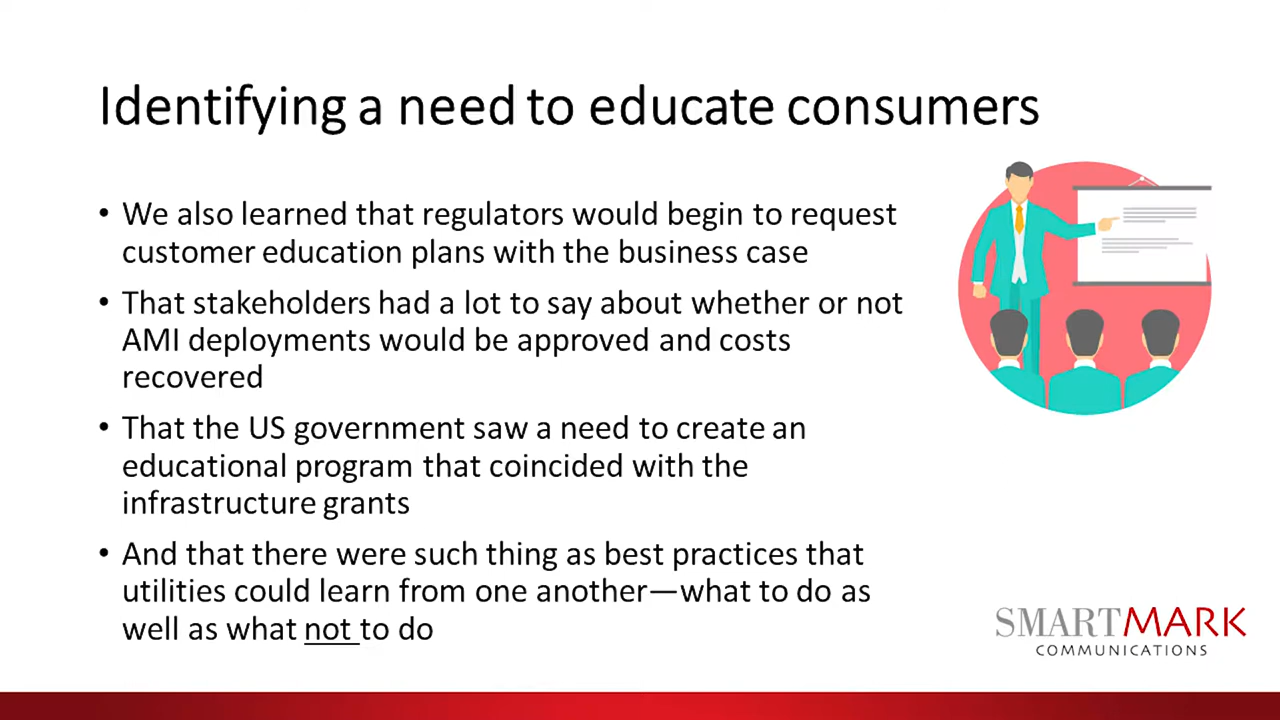 Identifying a need to educate consumers
• We also learned that regulators would begin to request
customer education plans with the business case
• That stakeholders had a lot to say about whether or not
AMI deployments would be approved and costs
recovered
• That the US government saw a need to create an
educational program that coincided with the
infrastructure grants
• And that there were such thing as best practices that
utilities could learn from one another—what to do as
well as what not to do
SMARTMARK
COMMUNICATIONS